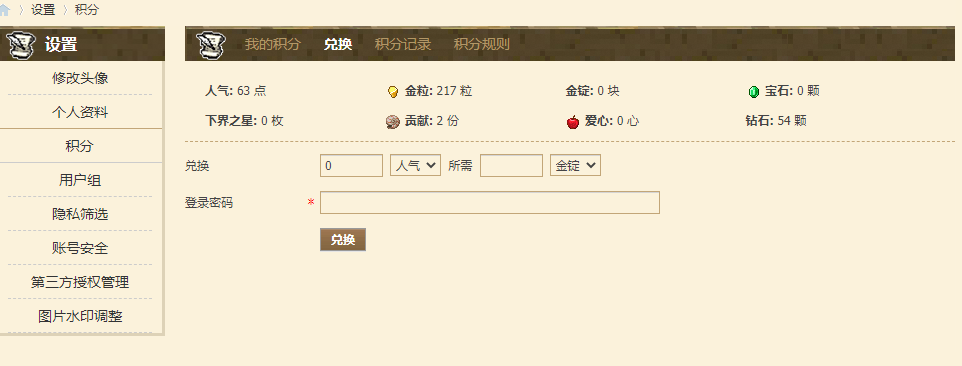 设置 积分
设置
修改头像
个人资料
积分
用户组
隐私筛选
账号安全
第三方授权管理
图片水印调整
我的积分 兑换 积分记录 积分规则
人气: 63 点 金粒: 217 粒 金锭: 0 块 宝石: 0 颗
下界之星: 0 枚 贡献: 2 份 爱心: 0 心 钻石: 54 颗
兑换 0 人气 所需 金锭
登录密码 *
兑换